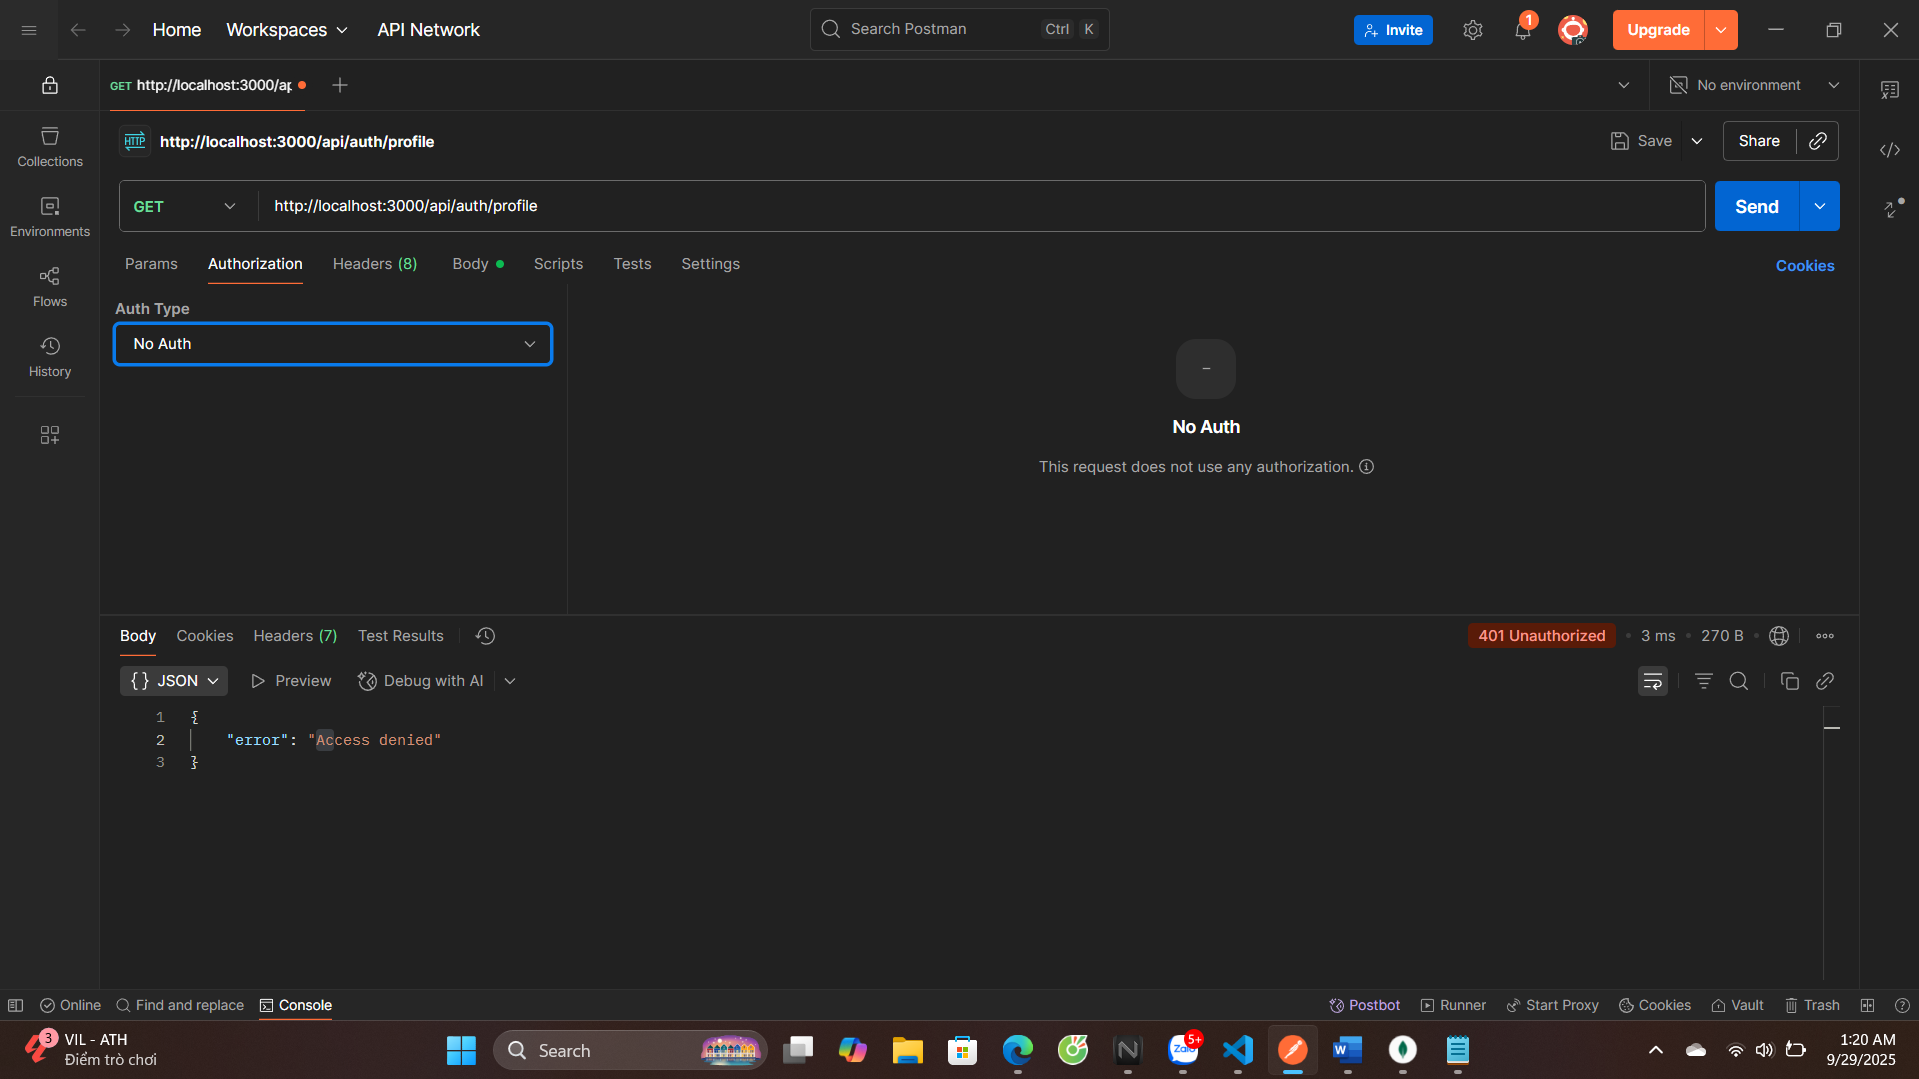 Home Workspaces API Network Search Postman Ctrl K Invite 1 Upgrade
GET http://localhost:3000/ap No environment
HTTP http://localhost:3000/api/auth/profile Save Share
Collections
Environments
Flows
History
GET http://localhost:3000/api/auth/profile Send
Params Authorization Headers (8) Body Scripts Tests Settings Cookies
Auth Type
No Auth
No Auth
This request does not use any authorization.
Body Cookies Headers (7) Test Results 401 Unauthorized 3 ms 270 B
{ } JSON Preview Debug with AI
1 {
2 "error": "Access denied"
3 }
Online Find and replace Console Postbot Runner Start Proxy Cookies Vault Trash
3 VIL - ATH
Điểm trò chơi
Search
Zalo 5+
W
1:20 AM
9/29/2025